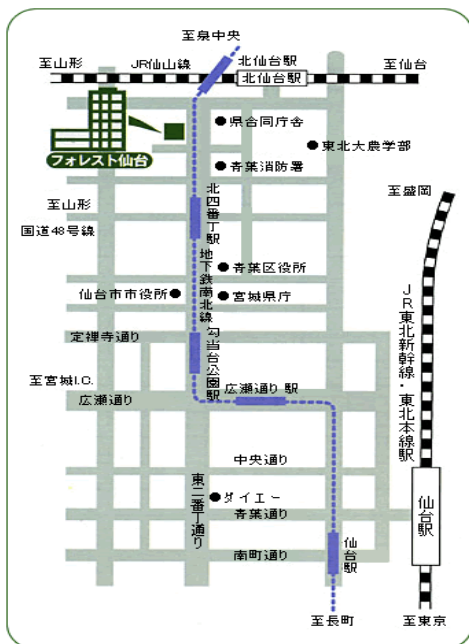 至泉中央
至山形
JR仙山線
北仙台駅
北仙台駅
至仙台
県合同庁舎
東北大農学部
フォレスト仙台
青葉消防署
至盛岡
至山形
北四番丁駅
国道48号線
地下鉄南北線
青葉区役所
仙台市市役所
宮城県庁
JR東北新幹線・東北本線駅
定禅寺通り
勾当台公園駅
至宮城I.C.
広瀬通り 駅
広瀬通り
中央通り
東二番丁通り
ダイエー
仙台駅
青葉通り
仙台駅
南町通り
至長町
至東京